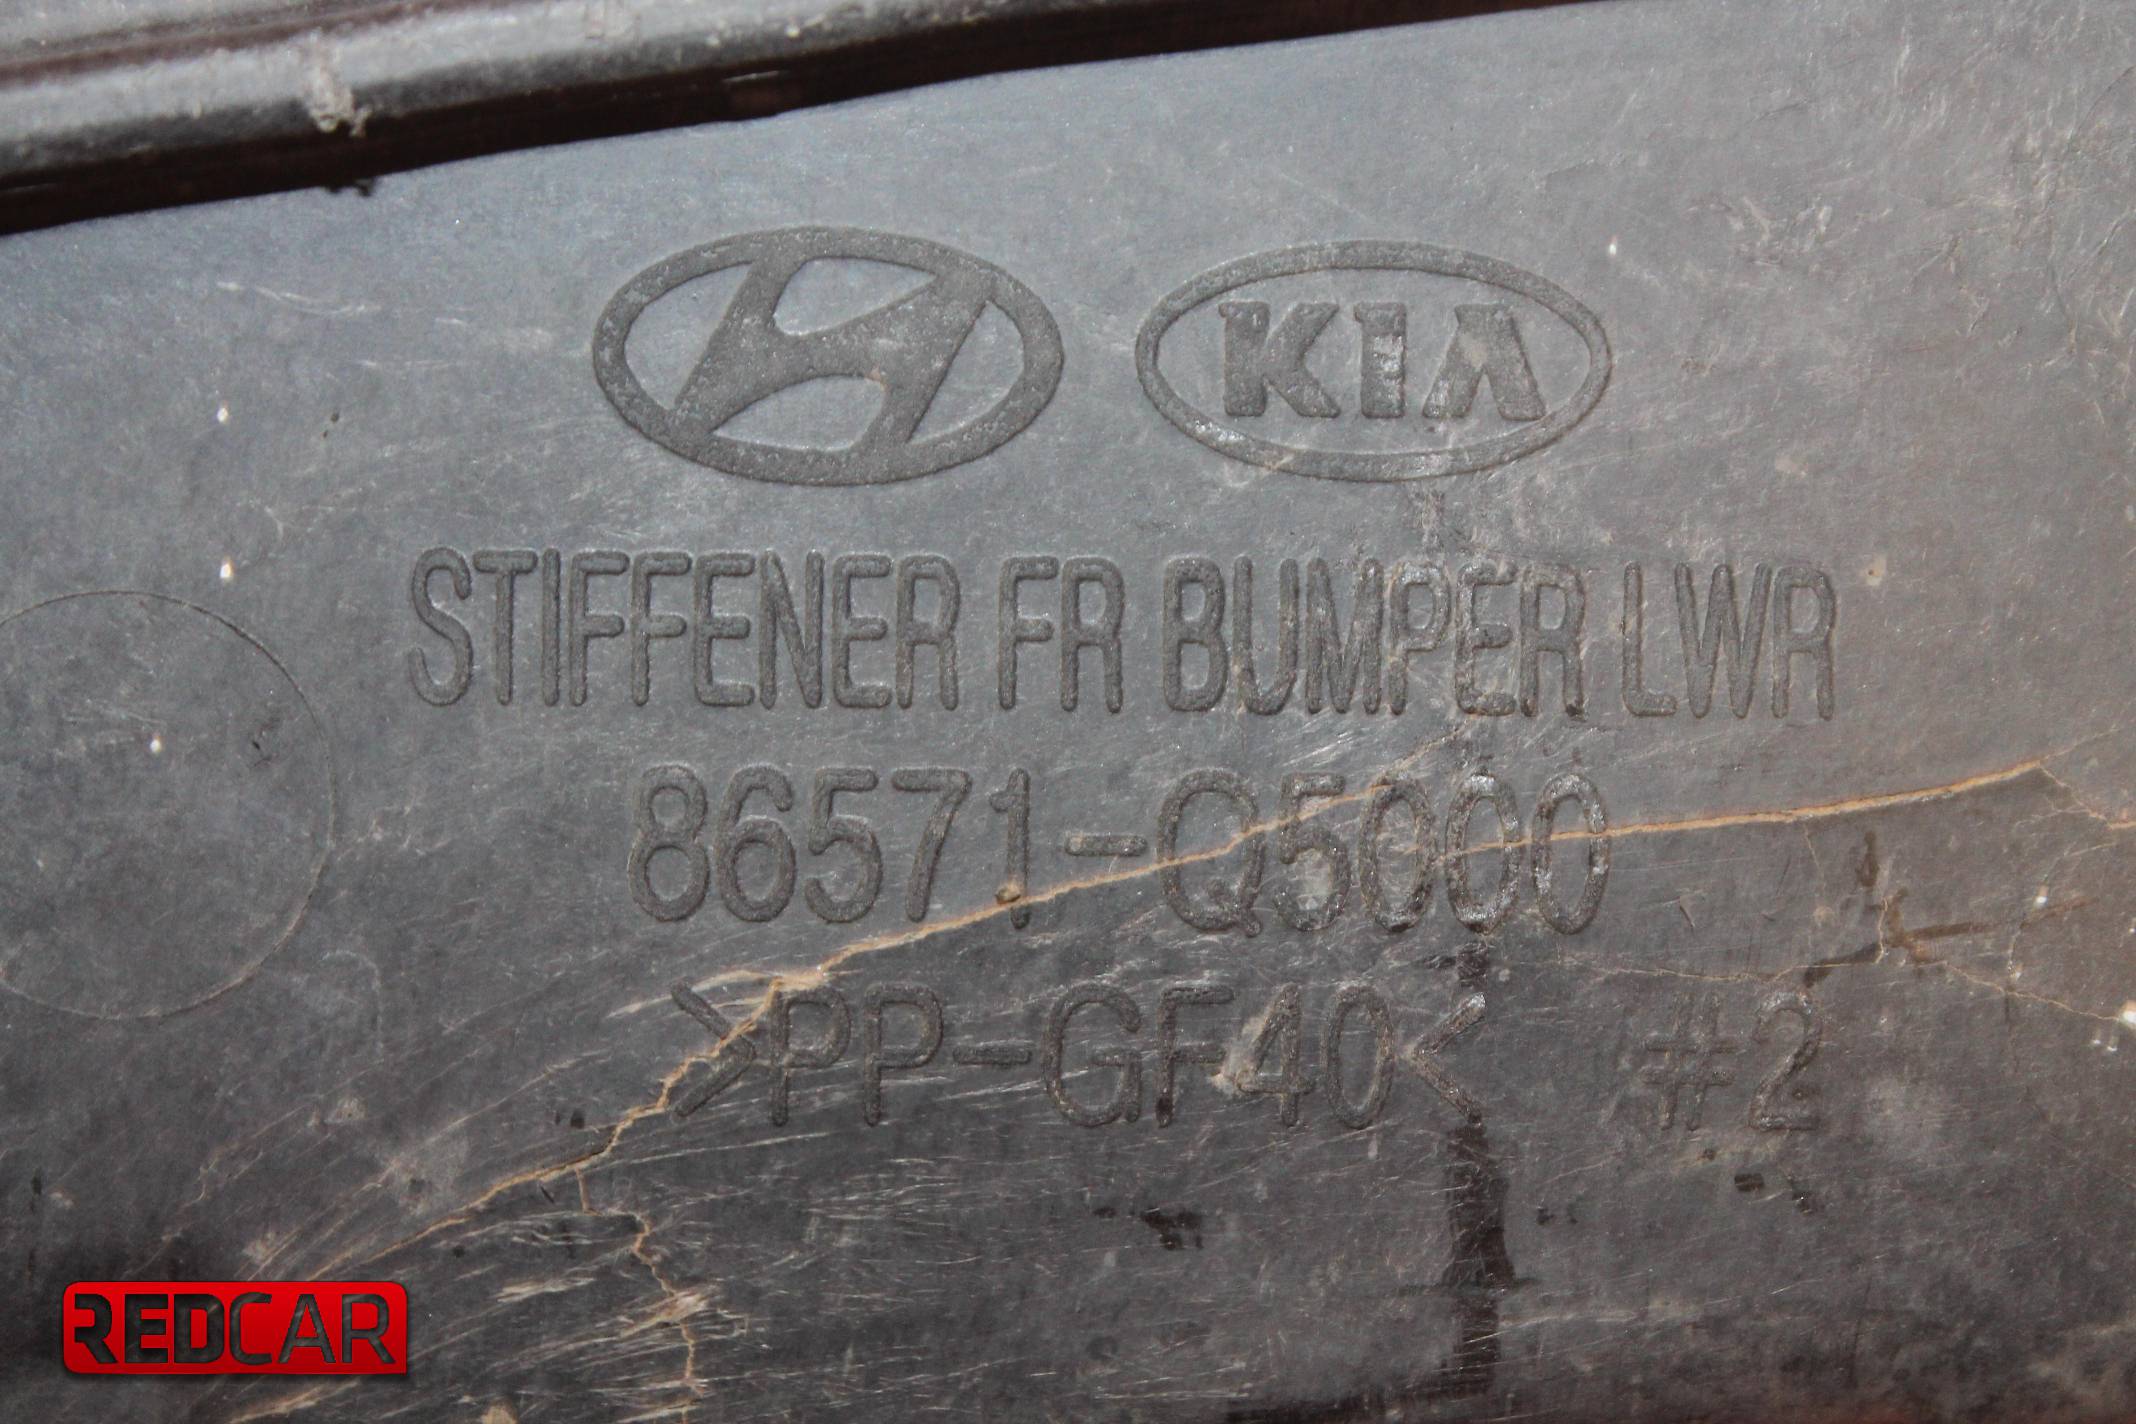 KIA
STIFFENER FR BUMPER LWR
86571-Q5000
>PP-GF40< #2
REDCAR